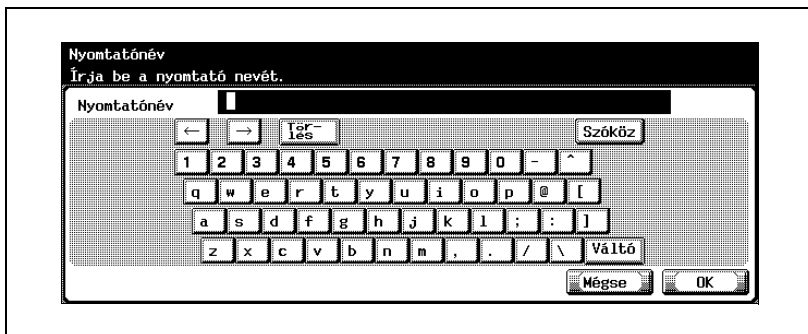 Nyomtatónév
Írja be a nyomtató nevét.
Nyomtatónév
← → Tör-
lés Szóköz
1 2 3 4 5 6 7 8 9 0 - ^
q w e r t y u i o p @ [
a s d f g h j k l ; : ]
z x c v b n m , . / \ Váltó
Mégse OK